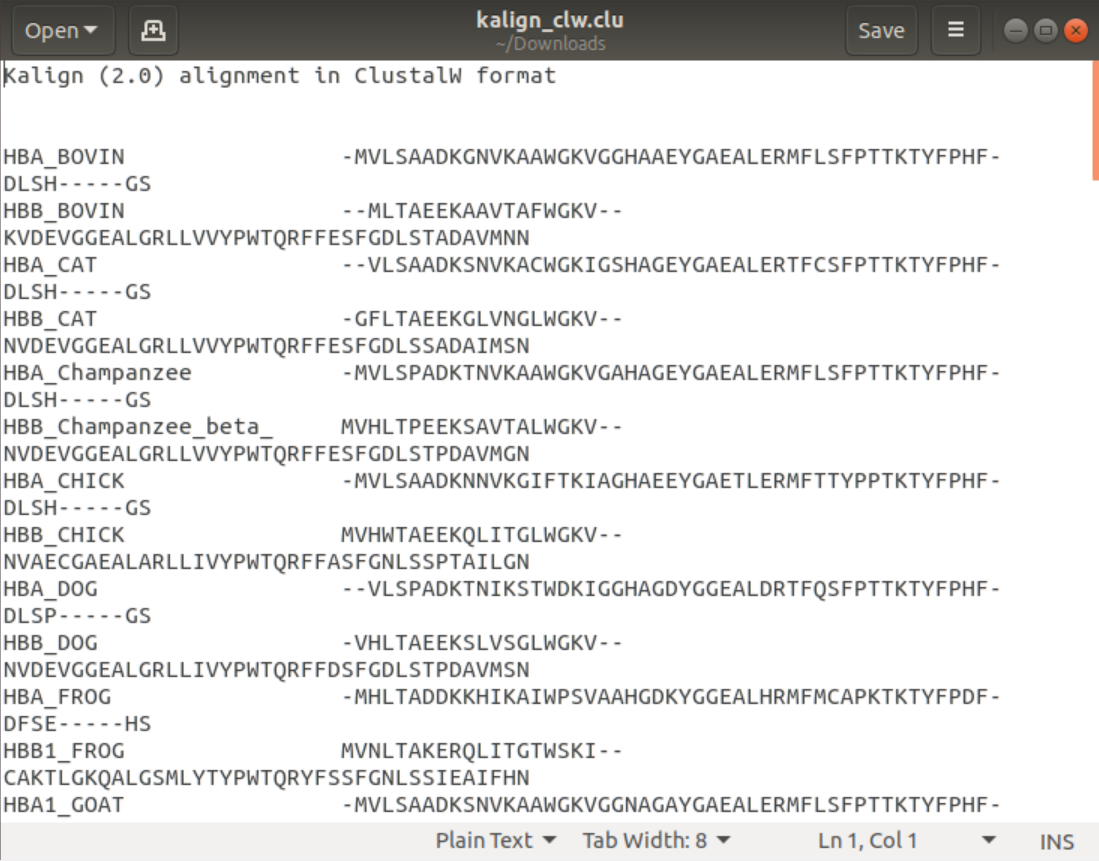 Open
kalign_clw.clu
~/Downloads
Save
Kalign (2.0) alignment in ClustalW format
HBA_BOVIN -MVLSAADKGNVKAAWGKVGGHAAEYGAEALERMFLSFPTTKTYFPHF-
DLSH-----GS
HBB_BOVIN --MLTAEEKAAVTAFWGKV--
KVDEVGGEALGRLLVVYPWTQRFFESFGDLSTADAVMNN
HBA_CAT --VLSAADKSNVKACWGKIGSHAGEYGAEALERTFCSFPTTKTYFPHF-
DLSH-----GS
HBB_CAT -GFLTAEEKGLVNGLWGKV--
NVDEVGGEALGRLLVVYPWTQRFFESFGDLSSADAIMSN
HBA_Champanzee -MVLSPADKTNVKAAWGKVGAHAGEYGAEALERMFLSFPTTKTYFPHF-
DLSH-----GS
HBB_Champanzee_beta_ MVHLTPEEKSAVTALWGKV--
NVDEVGGEALGRLLVVYPWTQRFFESFGDLSTPDAVMGN
HBA_CHICK -MVLSAADKNNVKGIFTKIAGHAEEYGAETLERMFTTYPPTKTYFPHF-
DLSH-----GS
HBB_CHICK MVHWTAEEKQLITGLWGKV--
NVAECGAEALARLLIVYPWTQRFFASFGNLSSPTAILGN
HBA_DOG --VLSPADKTNIKSTWDKIGGHAGDYGGEALDRTFQSFPTTKTYFPHF-
DLSP-----GS
HBB_DOG -VHLTAEEKSLVSGLWGKV--
NVDEVGGEALGRLLIVYPWTQRFFDSFGDLSTPDAVMSN
HBA_FROG -MHLTADDKKHIKAIWPSVAAHGDKYGGEALHRMFMCAPKTKTYFPDF-
DFSE-----HS
HBB1_FROG MVNLTAKERQLITGTWSKI--
CAKTLGKQALGSMLYTYPWTQRYFSSFGNLSSIEAIFHN
HBA1_GOAT -MVLSAADKSNVKAAWGKVGGNAGAYGAEALERMFLSFPTTKTYFPHF-
Plain Text Tab Width: 8 Ln 1, Col 1 INS